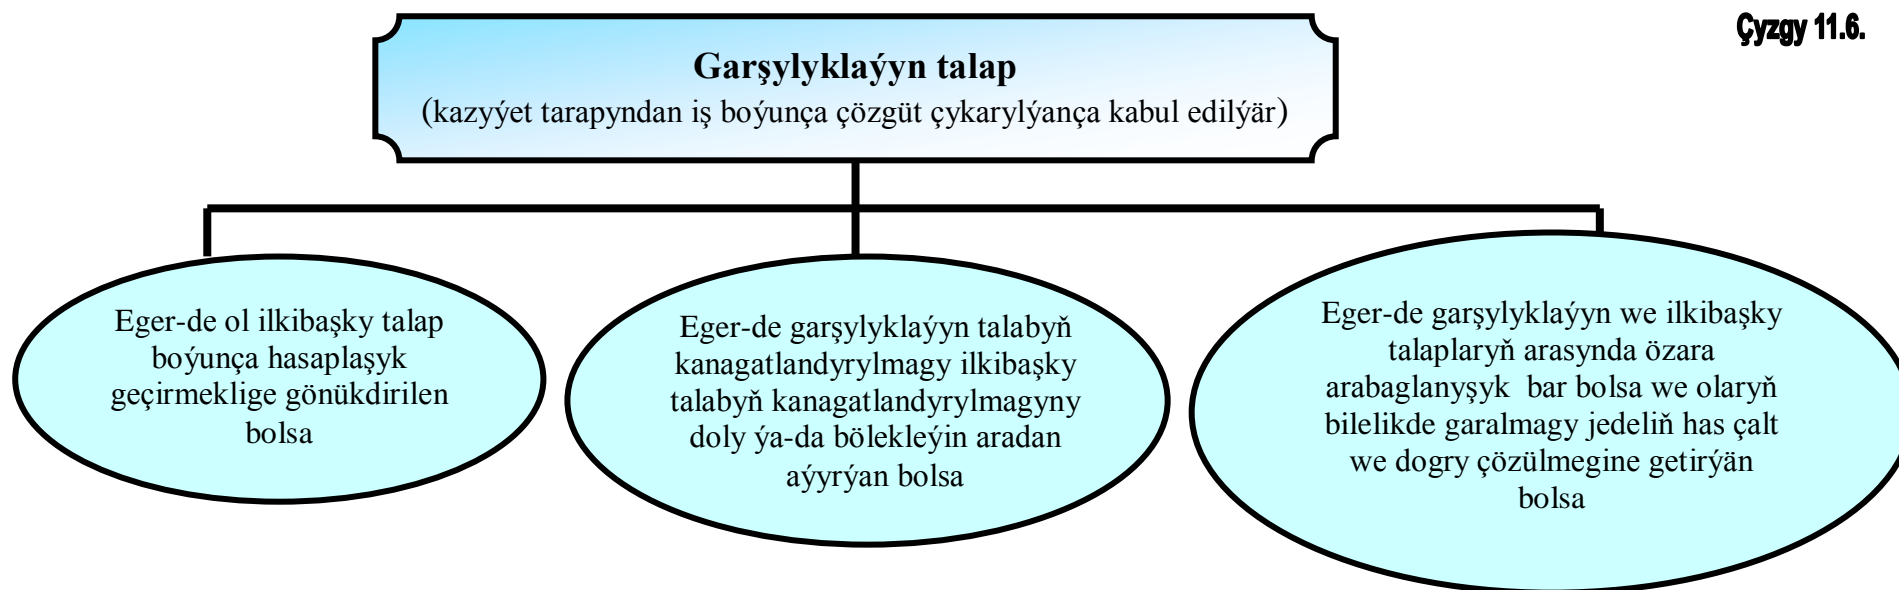 Çyzgy 11.6.
Garşylyklaýyn talap
(kazyýet tarapyndan iş boýunça çözgüt çykarylýança kabul edilýär)
Eger-de ol ilkibaşky talap
boýunça hasaplaşyk
geçirmeklige gönükdirilen
bolsa
Eger-de garşylyklaýyn talabyň
kanagatlandyrylmagy ilkibaşky
talabyň kanagatlandyrylmagyny
doly ýa-da bölekleýin aradan
aýyrýan bolsa
Eger-de garşylyklaýyn we ilkibaşky
talaplaryň arasynda özara
arabaglanyşyk  bar bolsa we olaryň
bilelikde garalmagy jedeliň has çalt
we dogry çözülmegine getirýän
bolsa